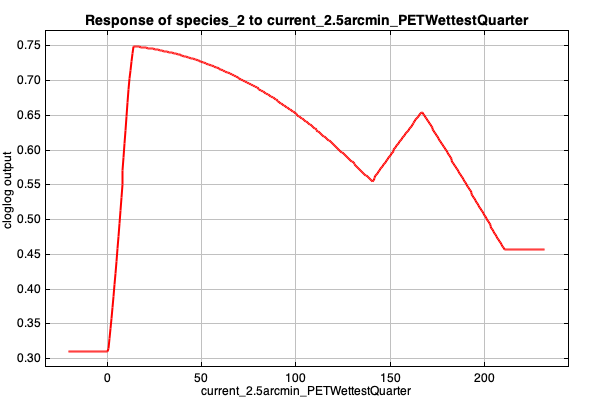 Response of species_2 to current_2.5arcmin_PETWettestQuarter
0.75
0.70
0.65
0.60
0.55
0.50
0.45
0.40
0.35
0.30
cloglog output
0 50 100 150 200
current_2.5arcmin_PETWettestQuarter